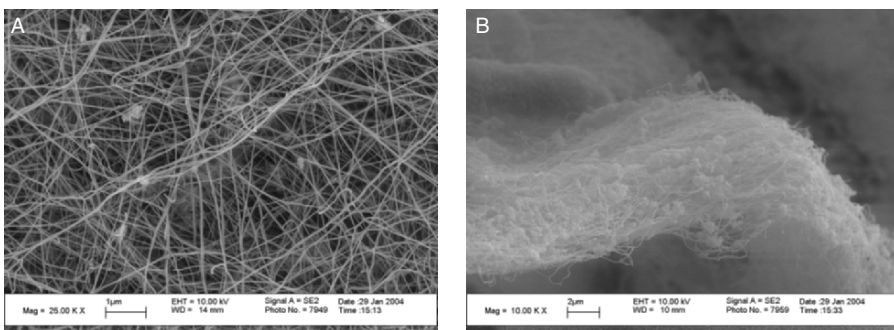 A
Mag = 25.00 K X
1µm
EHT = 10.00 kV
WD = 14 mm
Signal A = SE2
Photo No. = 7949
Date :29 Jan 2004
Time :15:13
B
Mag = 10.00 K X
2µm
EHT = 10.00 kV
WD = 10 mm
Signal A = SE2
Photo No. = 7959
Date :29 Jan 2004
Time :15:33